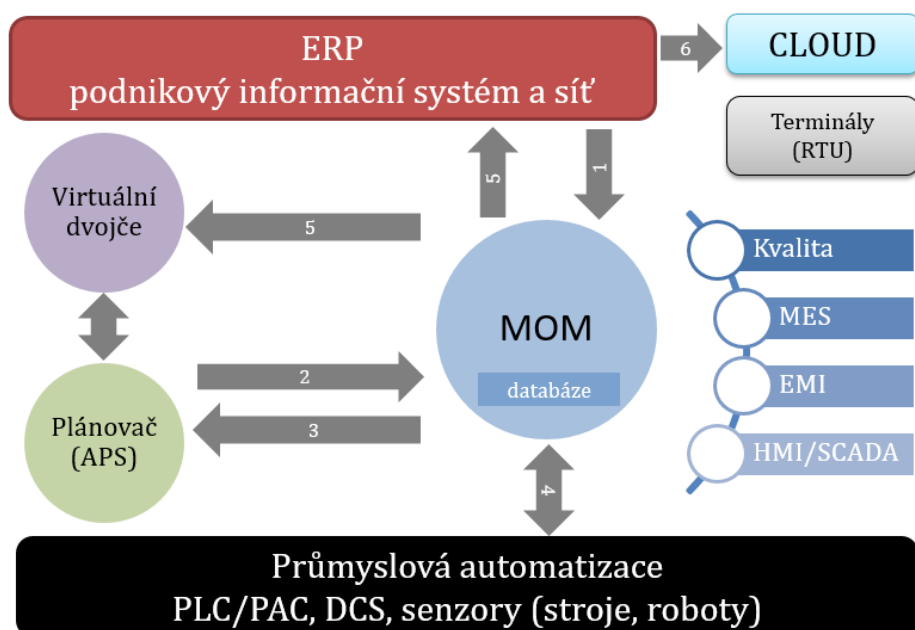 ERP
podnikový informační systém a síť
6
CLOUD
Terminály
(RTU)
5
1
Virtuální
dvojče
5
Kvalita
MES
EMI
HMI/SCADA
MOM
databáze
2
3
Plánovač
(APS)
4
Průmyslová automatizace
PLC/PAC, DCS, senzory (stroje, roboty)